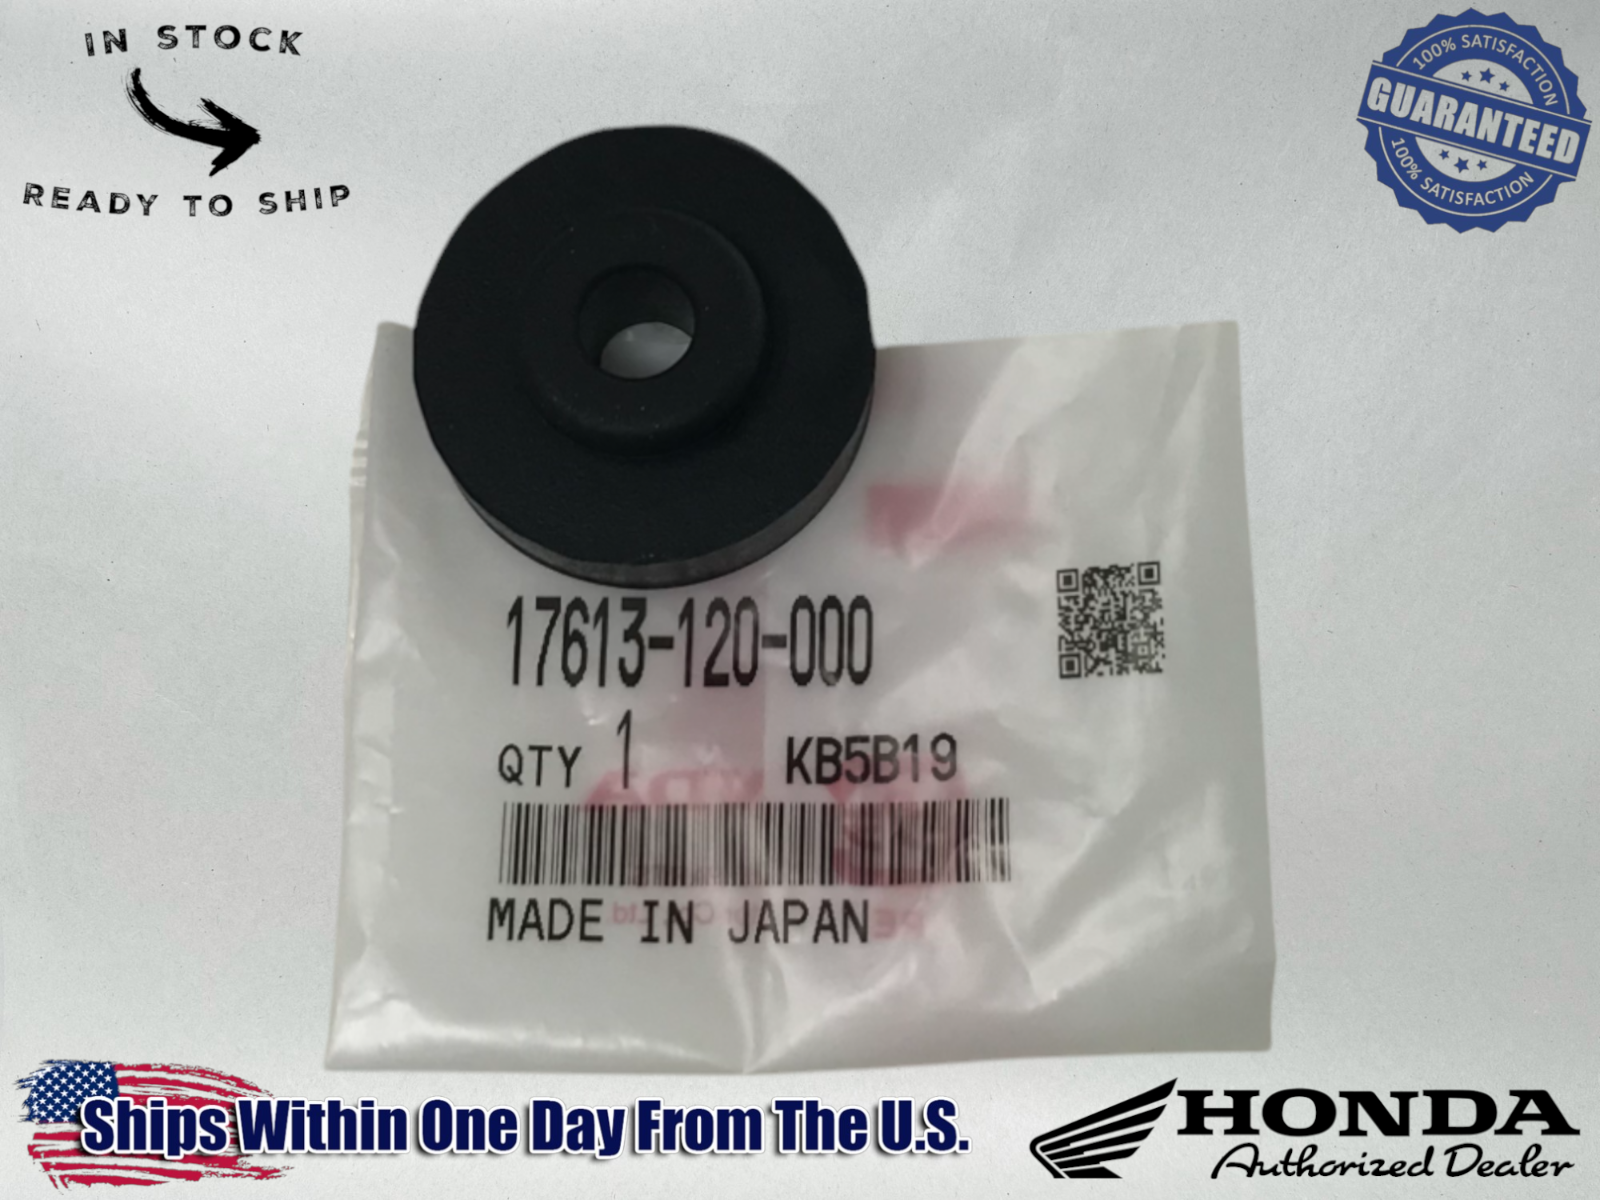 IN STOCK
READY TO SHIP
100% SATISFACTION
GUARANTEED
100% SATISFACTION
17613-120-000
QTY 1 KB5B19
MADE IN JAPAN
Ships Within One Day From The U.S.
HONDA
Authorized Dealer